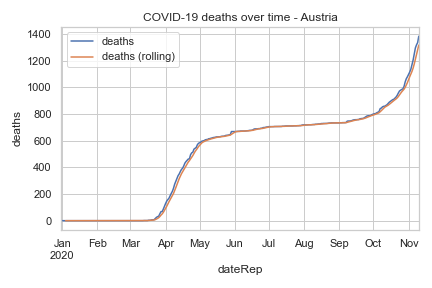 COVID-19 deaths over time - Austria
deaths
deaths (rolling)
1400
1200
1000
800
600
400
200
0
deaths
Jan Feb Mar Apr May Jun Jul Aug Sep Oct Nov
2020
dateRep